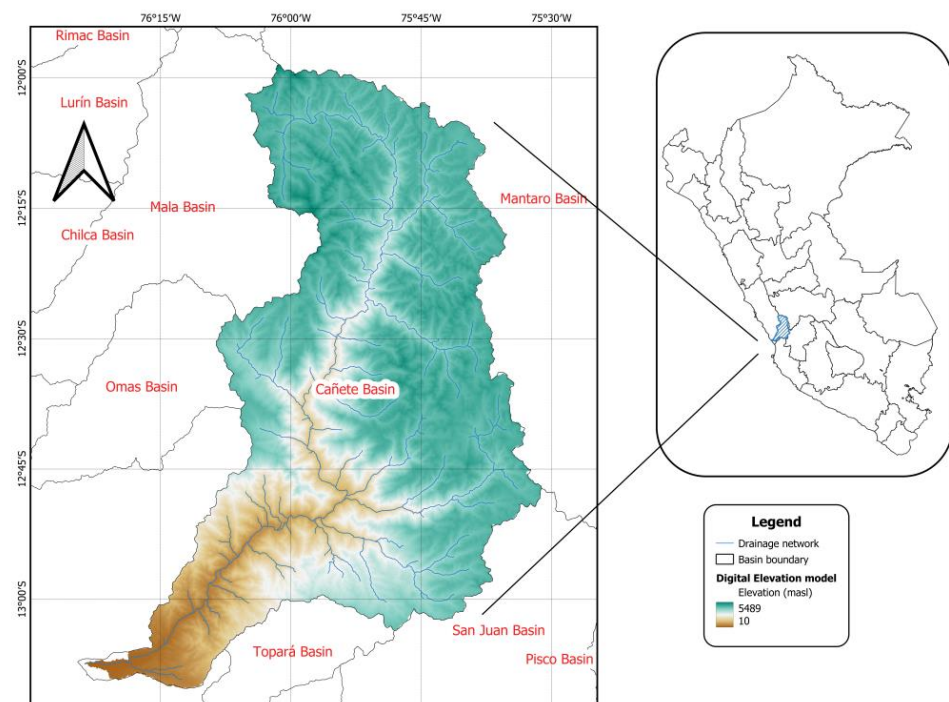 76°15'W
76°00'W
75°45'W
75°30'W
12°00'S
12°15'S
12°30'S
12°45'S
13°00'S
Rimac Basin
Lurín Basin
Mala Basin
Mantaro Basin
Chilca Basin
Omas Basin
Cañete Basin
San Juan Basin
Topará Basin
Pisco Basin
Legend
Drainage network
Basin boundary
Digital Elevation model
Elevation (masl)
5489
10